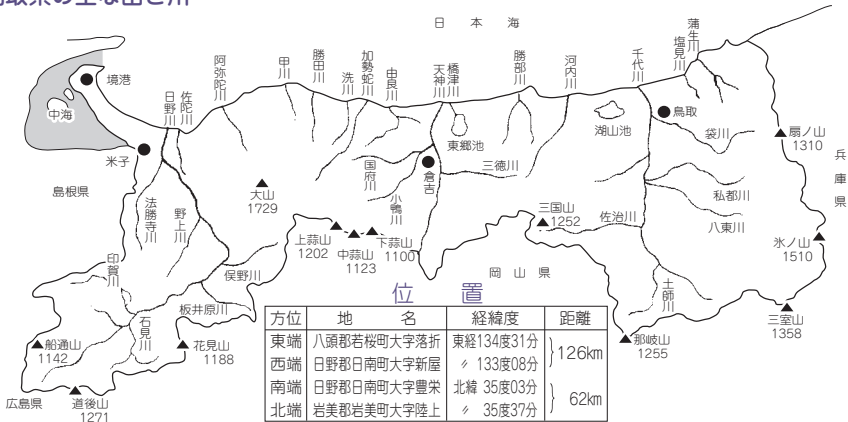 日本海
蒲生川
塩見川
千代川
河内川
勝部川
橋津川
天神川
由良川
加勢蛇川
洗川
勝田川
甲川
阿弥陀川
佐陀川
日野川
境港
中海
米子
島根県
鳥取
湖山池
袋川
扇ノ山
1310
兵庫県
東郷池
三徳川
倉吉
国府川
小鴨川
大山
1729
法勝寺川
野上川
上蒜山
1202
中蒜山
1123
下蒜山
1100
三国山
1252
佐治川
私都川
八東川
氷ノ山
1510
岡山県
印賀川
俣野川
板井原川
石見川
土師川
三室山
1358
那岐山
1255
船通山
1142
花見山
1188
広島県
道後山
1271
位置
方位 地名 経緯度 距離
東端 八頭郡若桜町大字落折 東経134度31分
西端 日野郡日南町大字新屋 〃 133度08分
126km
南端 日野郡日南町大字豊栄 北緯 35度03分
北端 岩美郡岩美町大字陸上 〃 35度37分
62km